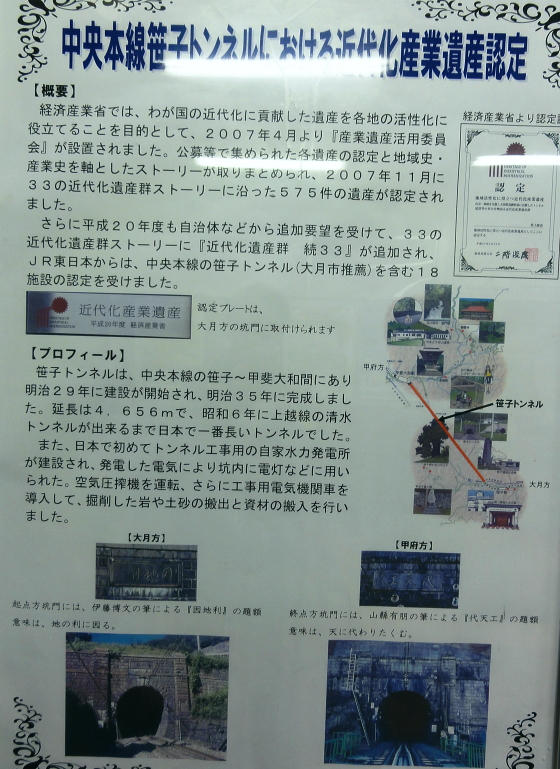 中央本線笹子トンネルにおける近代化産業遺産認定
【概要】
経済産業省では、わが国の近代化に貢献した遺産を各地の活性化に
役立てることを目的として、2007年4月より『産業遺産活用委員
会』が設置されました。公募等で集められた各遺産の認定と地域史・
産業史を軸としたストーリーが取りまとめられ、2007年11月に
33の近代化遺産群ストーリーに沿った575件の遺産が認定され
ました。
さらに平成20年度も自治体などから追加要望を受けて、33の
近代化遺産群ストーリーに『近代化遺産群 続33』が追加され、
JR東日本からは、中央本線の笹子トンネル(大月市推薦)を含む18
施設の認定を受けました。
経済産業省より認定
認定
近代化産業遺産
平成20年度 経済産業省
認定プレートは、
大月方の坑門に取付けられます
【プロフィール】
笹子トンネルは、中央本線の笹子～甲斐大和間にあり
明治29年に建設が開始され、明治35年に完成しまし
た。延長は4,656mで、昭和6年に上越線の清水
トンネルが出来るまで日本で一番長いトンネルでした。
また、日本で初めてトンネル工事用の自家水力発電所
が建設され、発電した電気により坑内に電灯などに用い
られた。空気圧搾機を運転、さらに工事用電気機関車を
導入して、掘削した岩や土砂の搬出と資材の搬入を行い
ました。
甲府方
笹子トンネル
大月方
【大月方】
【甲府方】
起点方坑門には、伊藤博文の筆による『因地利』の題額
意味は、地の利に因る。
終点方坑門には、山縣有朋の筆による『代天工』の題額
意味は、天に代わりたくむ。